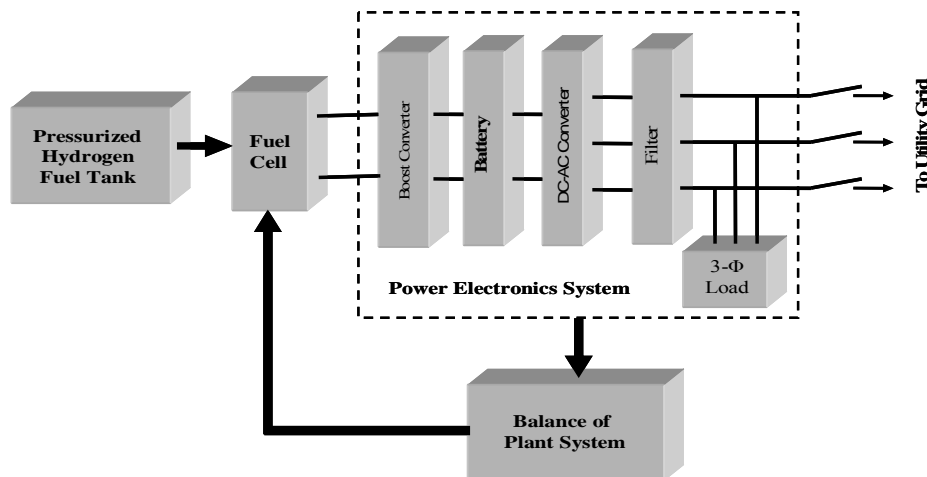 Pressurized
Hydrogen
Fuel Tank
Fuel
Cell
Boost Converter
Battery
DC-AC Converter
Filter
To Utility Grid
3-Φ
Load
Power Electronics System
Balance of
Plant System